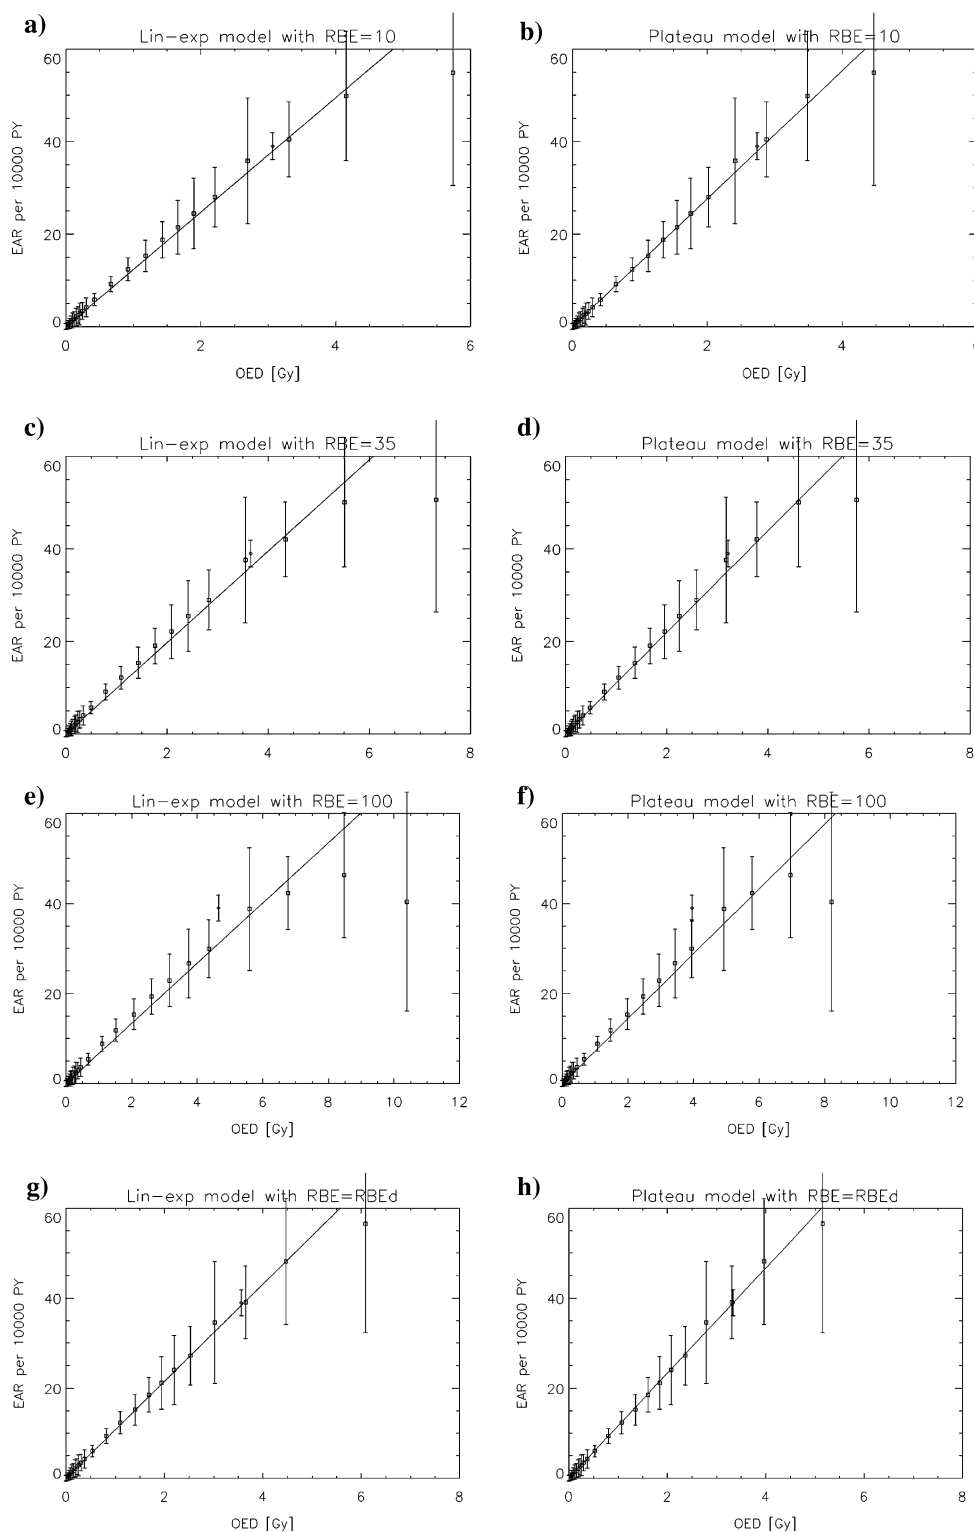 a)
Lin-exp model with RBE=10
60
40
20
0
EAR per 10000 PY
0 2 4 6
OED [Gy]
b)
Plateau model with RBE=10
60
40
20
0
EAR per 10000 PY
0 2 4 6
OED [Gy]
c)
Lin-exp model with RBE=35
60
40
20
0
EAR per 10000 PY
0 2 4 6 8
OED [Gy]
d)
Plateau model with RBE=35
60
40
20
0
EAR per 10000 PY
0 2 4 6 8
OED [Gy]
e)
Lin-exp model with RBE=100
60
40
20
0
EAR per 10000 PY
0 2 4 6 8 10 12
OED [Gy]
f)
Plateau model with RBE=100
60
40
20
0
EAR per 10000 PY
0 2 4 6 8 10 12
OED [Gy]
g)
Lin-exp model with RBE=RBEd
60
40
20
0
EAR per 10000 PY
0 2 4 6 8
OED [Gy]
h)
Plateau model with RBE=RBEd
60
40
20
0
EAR per 10000 PY
0 2 4 6 8
OED [Gy]